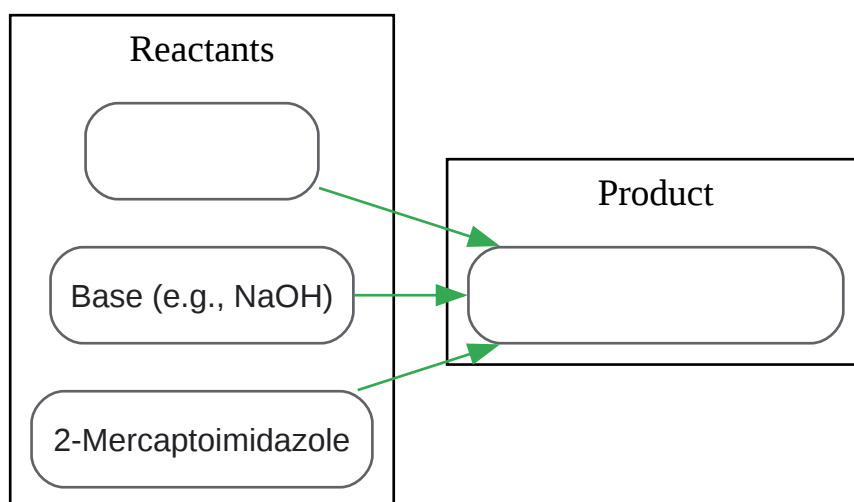 Reactants
Product
Base (e.g., NaOH)
2-Mercaptoimidazole